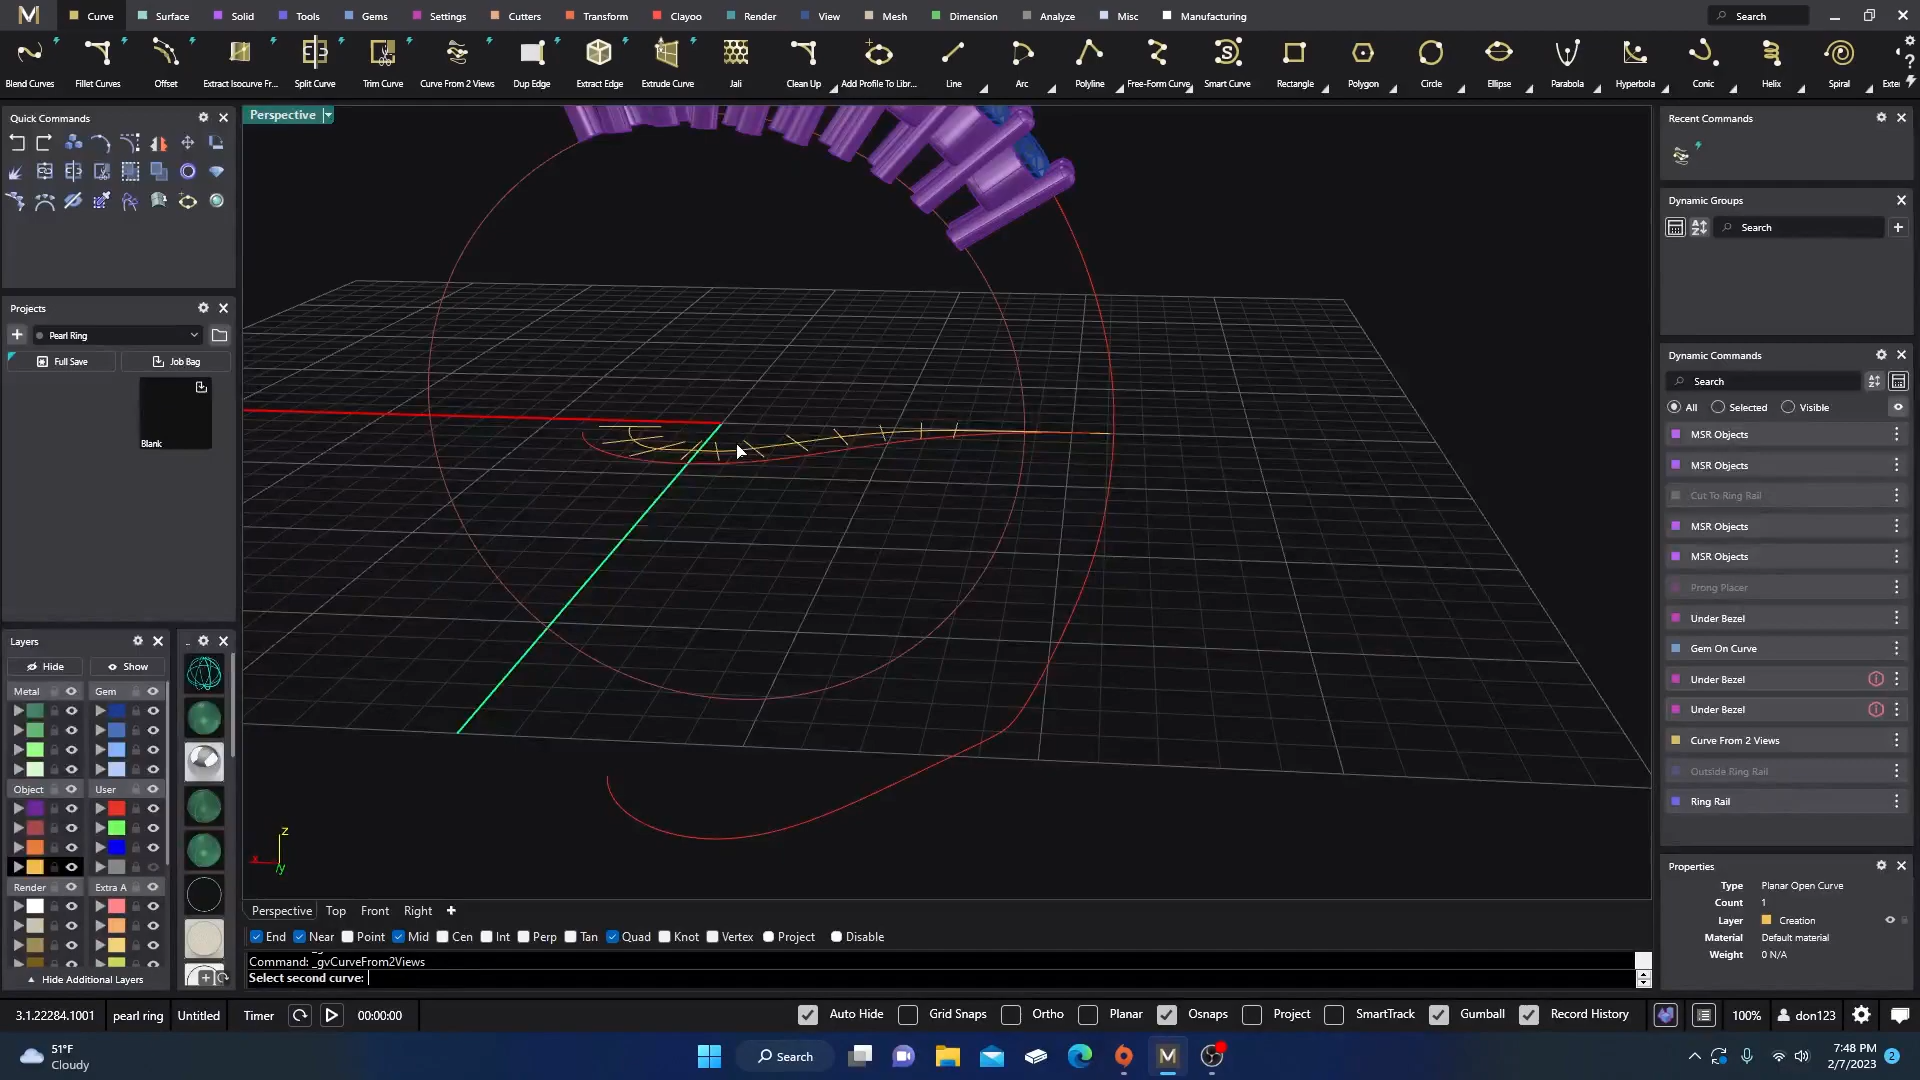 Curve Surface Solid Tools Gems Settings Cutters Transform Clayoo Render View Mesh Dimension Analyze Misc Manufacturing Search
Blend Curves Fillet Curves Offset Extract Isocurve Fr... Split Curve Trim Curve Curve From 2 Views Dup Edge Extract Edge Extrude Curve Jali Clean Up Add Profile To Libr... Line Arc Polyline Free-Form Curve Smart Curve Rectangle Polygon Circle Ellipse Parabola Hyperbola Conic Helix Spiral Exte
Quick Commands
Projects
Pearl Ring
Full Save Job Bag
Blank
Layers
Hide Show
Metal Gem
Object User
Render Extra A
Hide Additional Layers
Perspective
z
x
y
Perspective Top Front Right
End Near Point Mid Cen Int Perp Tan Quad Knot Vertex Project Disable
Command: _gvCurveFrom2Views
Select second curve:
Recent Commands
Dynamic Groups
Search
Dynamic Commands
Search
All Selected Visible
MSR Objects
MSR Objects
Cut To Ring Rail
MSR Objects
MSR Objects
Prong Placer
Under Bezel
Gem On Curve
Under Bezel
Under Bezel
Curve From 2 Views
Outside Ring Rail
Ring Rail
Properties
Type Planar Open Curve
Count 1
Layer Creation
Material Default material
Weight 0 N/A
3.1.22284.1001 pearl ring Untitled Timer 00:00:00 Auto Hide Grid Snaps Ortho Planar Osnaps Project SmartTrack Gumball Record History 100% don123
51°F
Cloudy
Search
7:48 PM
2/7/2023
2